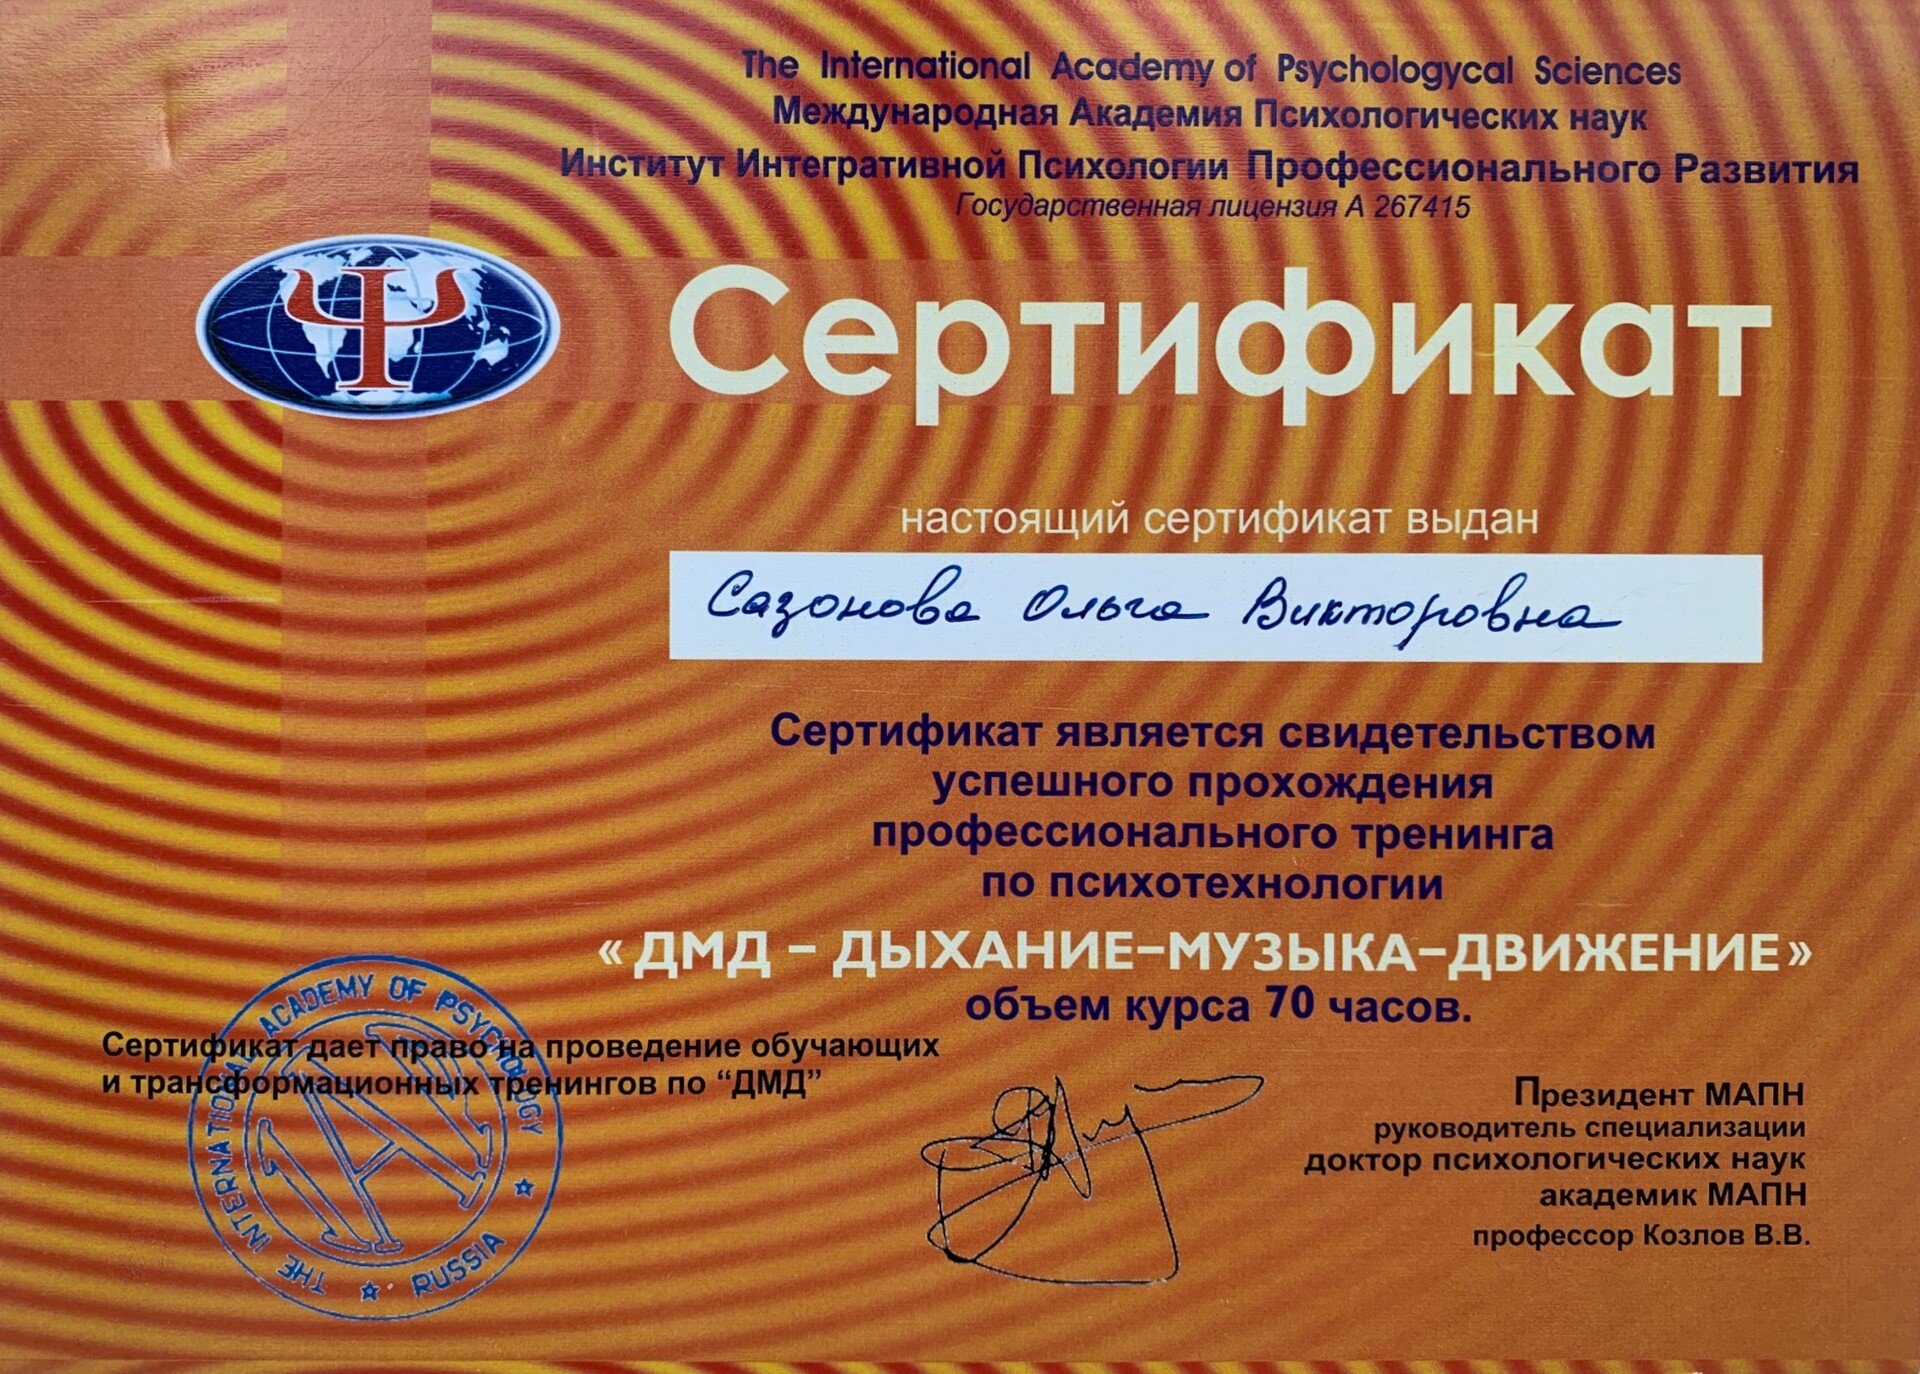 The International Academy of Psychologycal Sciences
Международная Академия Психологических наук
Институт Интегративной Психологии Профессионального Развития
Государственная лицензия А 267415
Ψ
Сертификат
настоящий сертификат выдан
Сазонова Ольга Викторовна
Сертификат является свидетельством
успешного прохождения
профессионального тренинга
по психотехнологии
«ДМД – ДЫХАНИЕ–МУЗЫКА–ДВИЖЕНИЕ»
объем курса 70 часов.
Сертификат дает право на проведение обучающих
и трансформационных тренингов по “ДМД”
THE INTERNATIONAL ACADEMY OF PSYCHOLOGY
RUSSIA
Президент МАПН
руководитель специализации
доктор психологических наук
академик МАПН
профессор Козлов В.В.